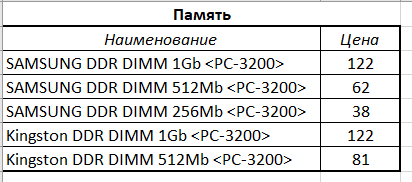 Память
Наименование Цена
SAMSUNG DDR DIMM 1Gb <PC-3200> 122
SAMSUNG DDR DIMM 512Mb <PC-3200> 62
SAMSUNG DDR DIMM 256Mb <PC-3200> 38
Kingston DDR DIMM 1Gb <PC-3200> 122
Kingston DDR DIMM 512Mb <PC-3200> 81